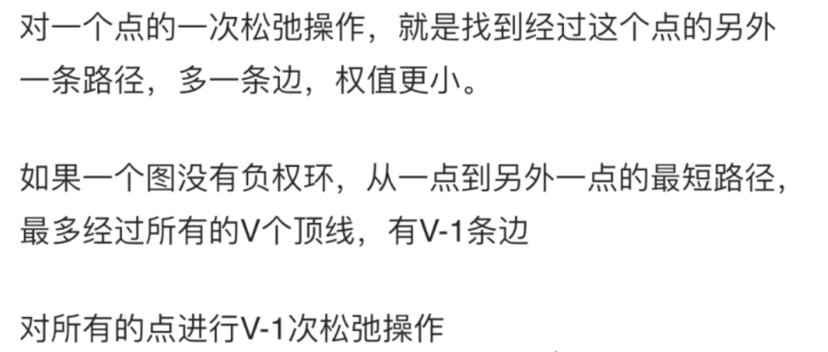 对一个点的一次松弛操作，就是找到经过这个点的另外
一条路径，多一条边，权值更小。
如果一个图没有负权环，从一点到另外一点的最短路径，
最多经过所有的V个顶线，有V-1条边
对所有的点进行V-1次松弛操作